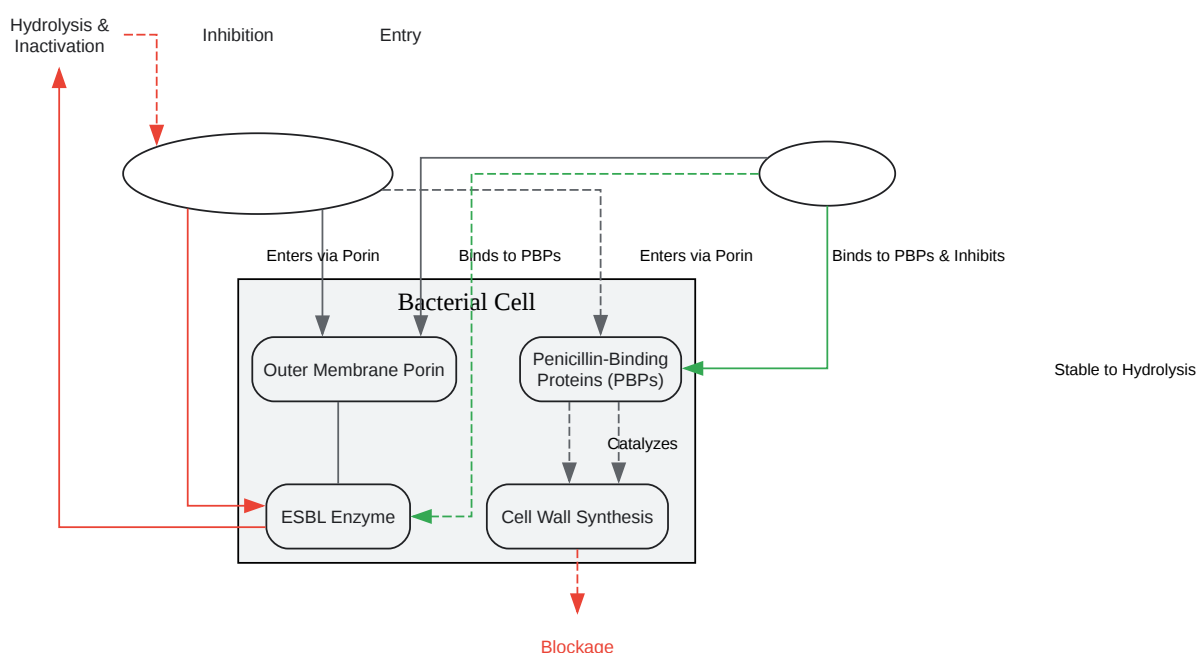 Hydrolysis &
Inactivation
Inhibition
Entry
Enters via Porin
Binds to PBPs
Enters via Porin
Binds to PBPs & Inhibits
Bacterial Cell
Outer Membrane Porin
Penicillin-Binding
Proteins (PBPs)
Stable to Hydrolysis
Catalyzes
ESBL Enzyme
Cell Wall Synthesis
Blockage